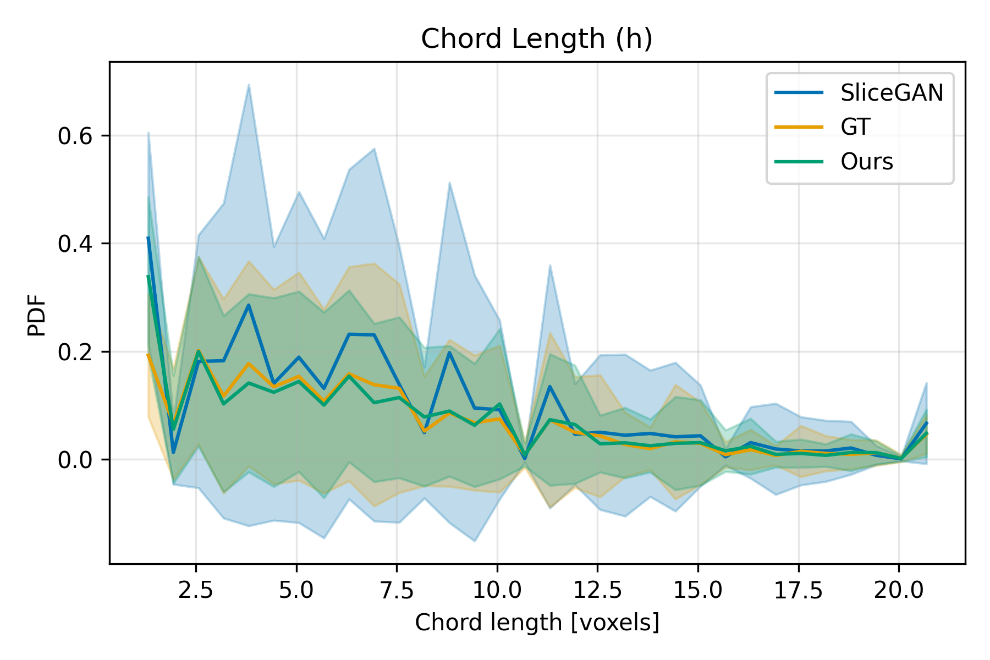 Chord Length (h)
SliceGAN
GT
Ours
PDF
0.6
0.4
0.2
0.0
2.5 5.0 7.5 10.0 12.5 15.0 17.5 20.0
Chord length [voxels]